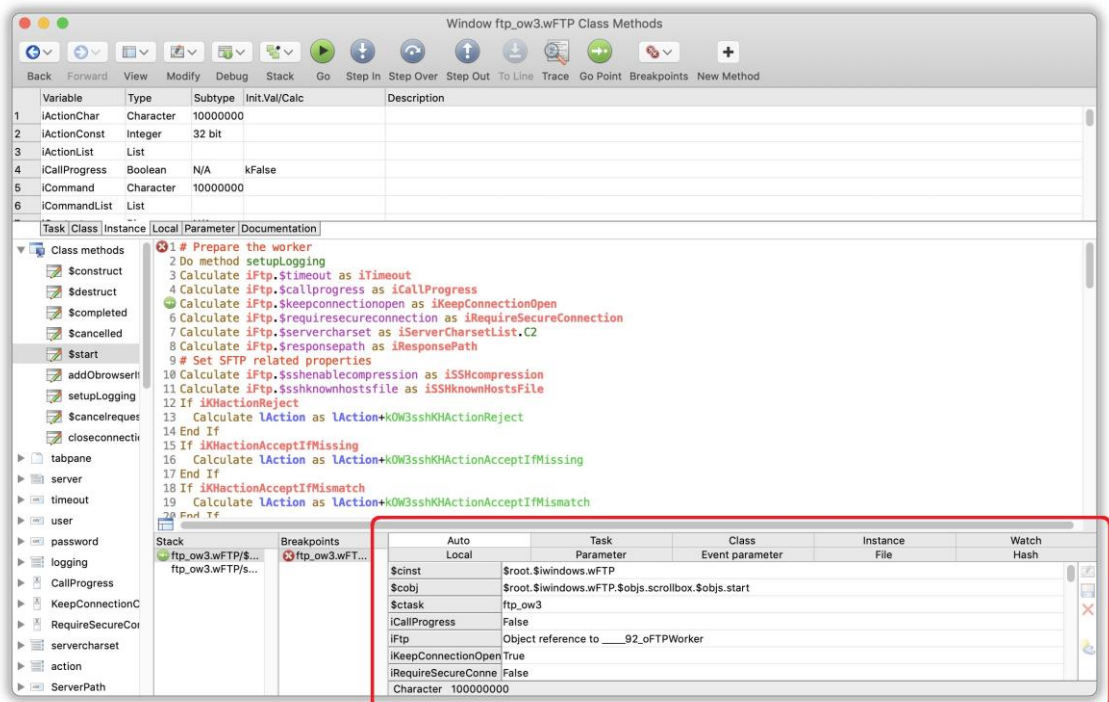 Window ftp_ow3.wFTP Class Methods
Back Forward View Modify Debug Stack Go Step In Step Over Step Out To Line Trace Go Point Breakpoints New Method
Variable Type Subtype Init.Val/Calc Description
1 iActionChar Character 10000000
2 iActionConst Integer 32 bit
3 iActionList List
4 iCallProgress Boolean N/A kFalse
5 iCommand Character 10000000
6 iCommandList List
Task Class Instance Local Parameter Documentation
Class methods
$construct
$destruct
$completed
$cancelled
$start
addObrowserI
setupLogging
$cancelreques
closeconnecti
tabpane
server
timeout
user
password
logging
CallProgress
KeepConnectionC
RequireSecureCor
servercharset
action
ServerPath
1 # Prepare the worker
2 Do method setupLogging
3 Calculate iFtp.$timeout as iTimeout
4 Calculate iFtp.$callprogress as iCallProgress
Calculate iFtp.$keepconnectionopen as iKeepConnectionOpen
6 Calculate iFtp.$requiresecureconnection as iRequireSecureConnection
7 Calculate iFtp.$servercharset as iServerCharsetList.C2
8 Calculate iFtp.$responsepath as iResponsePath
9 # Set SFTP related properties
10 Calculate iFtp.$sshenablecompression as iSSHcompression
11 Calculate iFtp.$sshknownhostsfile as iSSHknownHostsFile
12 If iKHactionReject
13 Calculate lAction as lAction+kOW3sshKHActionReject
14 End If
15 If iKHactionAcceptIfMissing
16 Calculate lAction as lAction+kOW3sshKHActionAcceptIfMissing
17 End If
18 If iKHactionAcceptIfMismatch
19 Calculate lAction as lAction+kOW3sshKHActionAcceptIfMismatch
20 End If
Stack
ftp_ow3.wFTP/$...
ftp_ow3.wFTP/s...
Breakpoints
ftp_ow3.wFT...
Auto Task Class Instance Watch
Local Parameter Event parameter File Hash
$cinst $root.$iwindows.wFTP
$cobj $root.$iwindows.wFTP.$objs.scrollbox.$objs.start
$ctask ftp_ow3
iCallProgress False
iFtp Object reference to ____92_oFTPWorker
iKeepConnectionOpen True
iRequireSecureConne False
Character 100000000